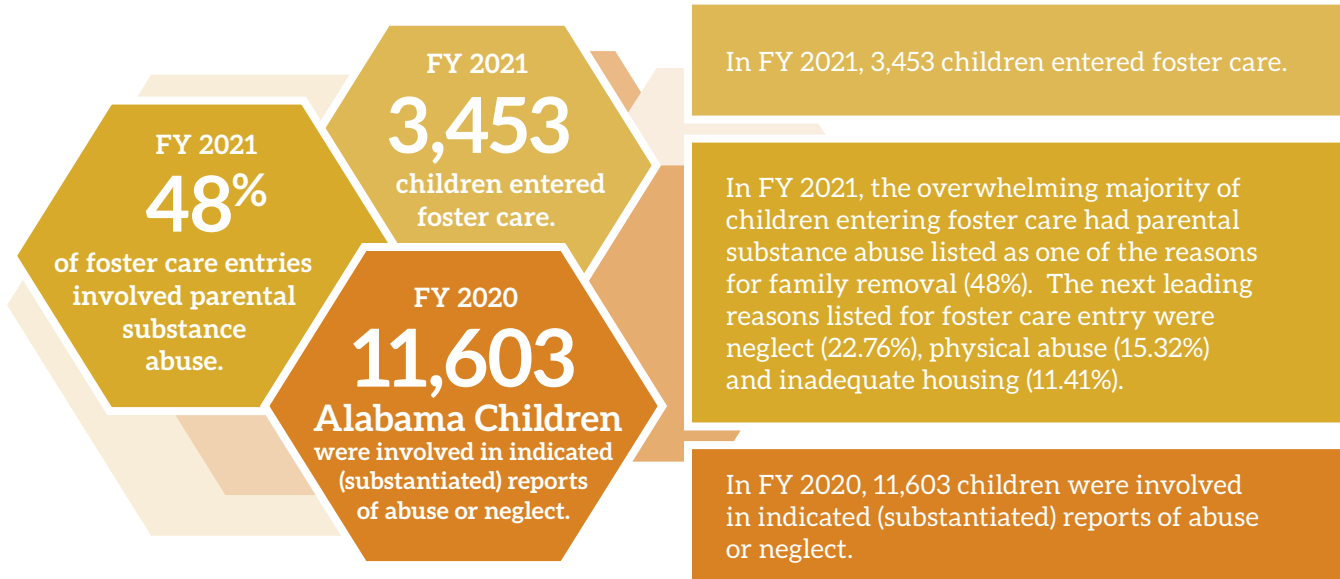 FY 2021
3,453
children entered
foster care.
FY 2021
48%
of foster care entries
involved parental
substance
abuse.
FY 2020
11,603
Alabama Children
were involved in indicated
(substantiated) reports
of abuse or neglect.
In FY 2021, 3,453 children entered foster care.
In FY 2021, the overwhelming majority of
children entering foster care had parental
substance abuse listed as one of the reasons
for family removal (48%).  The next leading
reasons listed for foster care entry were
neglect (22.76%), physical abuse (15.32%)
and inadequate housing (11.41%).
In FY 2020, 11,603 children were involved
in indicated (substantiated) reports of abuse
or neglect.